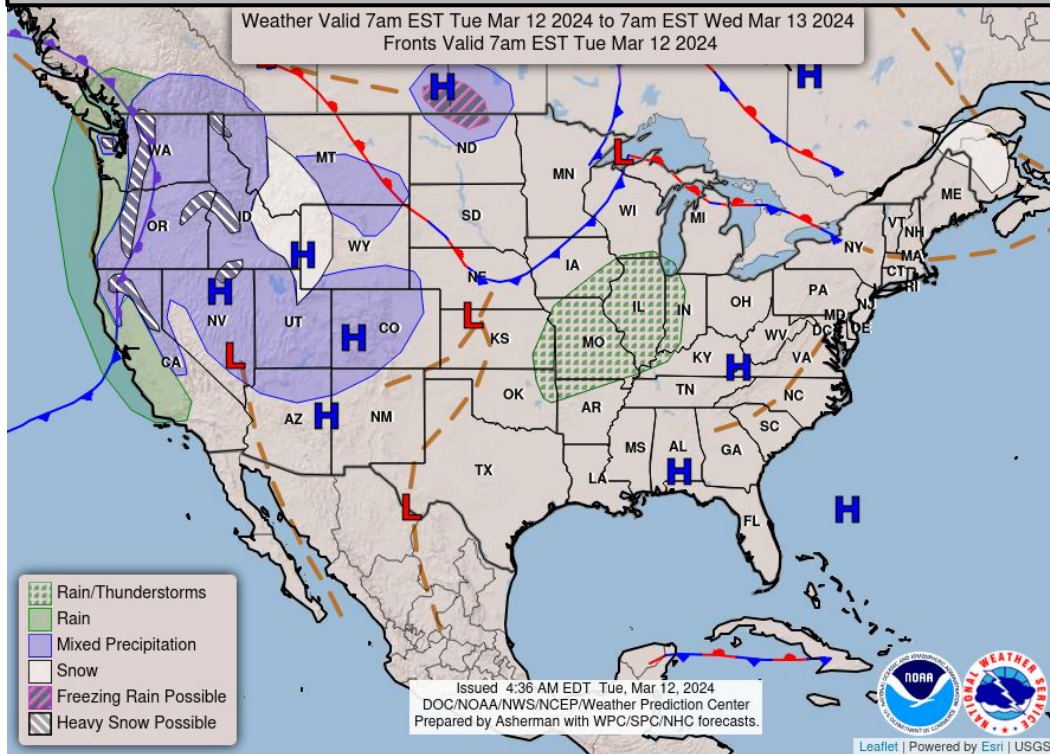 Weather Valid 7am EST Tue Mar 12 2024 to 7am EST Wed Mar 13 2024
Fronts Valid 7am EST Tue Mar 12 2024
H
H
WA
MT
ND
MN
L
ME
OR
ID
SD
WI
MI
VT
NH
NY
MA
CT
RI
H
WY
NE
IA
H
NV
UT
H
CO
L
KS
MO
IL
IN
OH
PA
NJ
MD
DC
DE
WV
VA
KY
H
CA
L
AZ
H
NM
OK
AR
TN
NC
SC
TX
LA
MS
AL
H
GA
FL
H
L
Rain/Thunderstorms
Rain
Mixed Precipitation
Snow
Freezing Rain Possible
Heavy Snow Possible
Issued 4:36 AM EDT Tue, Mar 12, 2024
DOC/NOAA/NWS/NCEP/Weather Prediction Center
Prepared by Asherman with WPC/SPC/NHC forecasts.
NOAA
NATIONAL WEATHER SERVICE
Leaflet | Powered by Esri | USGS